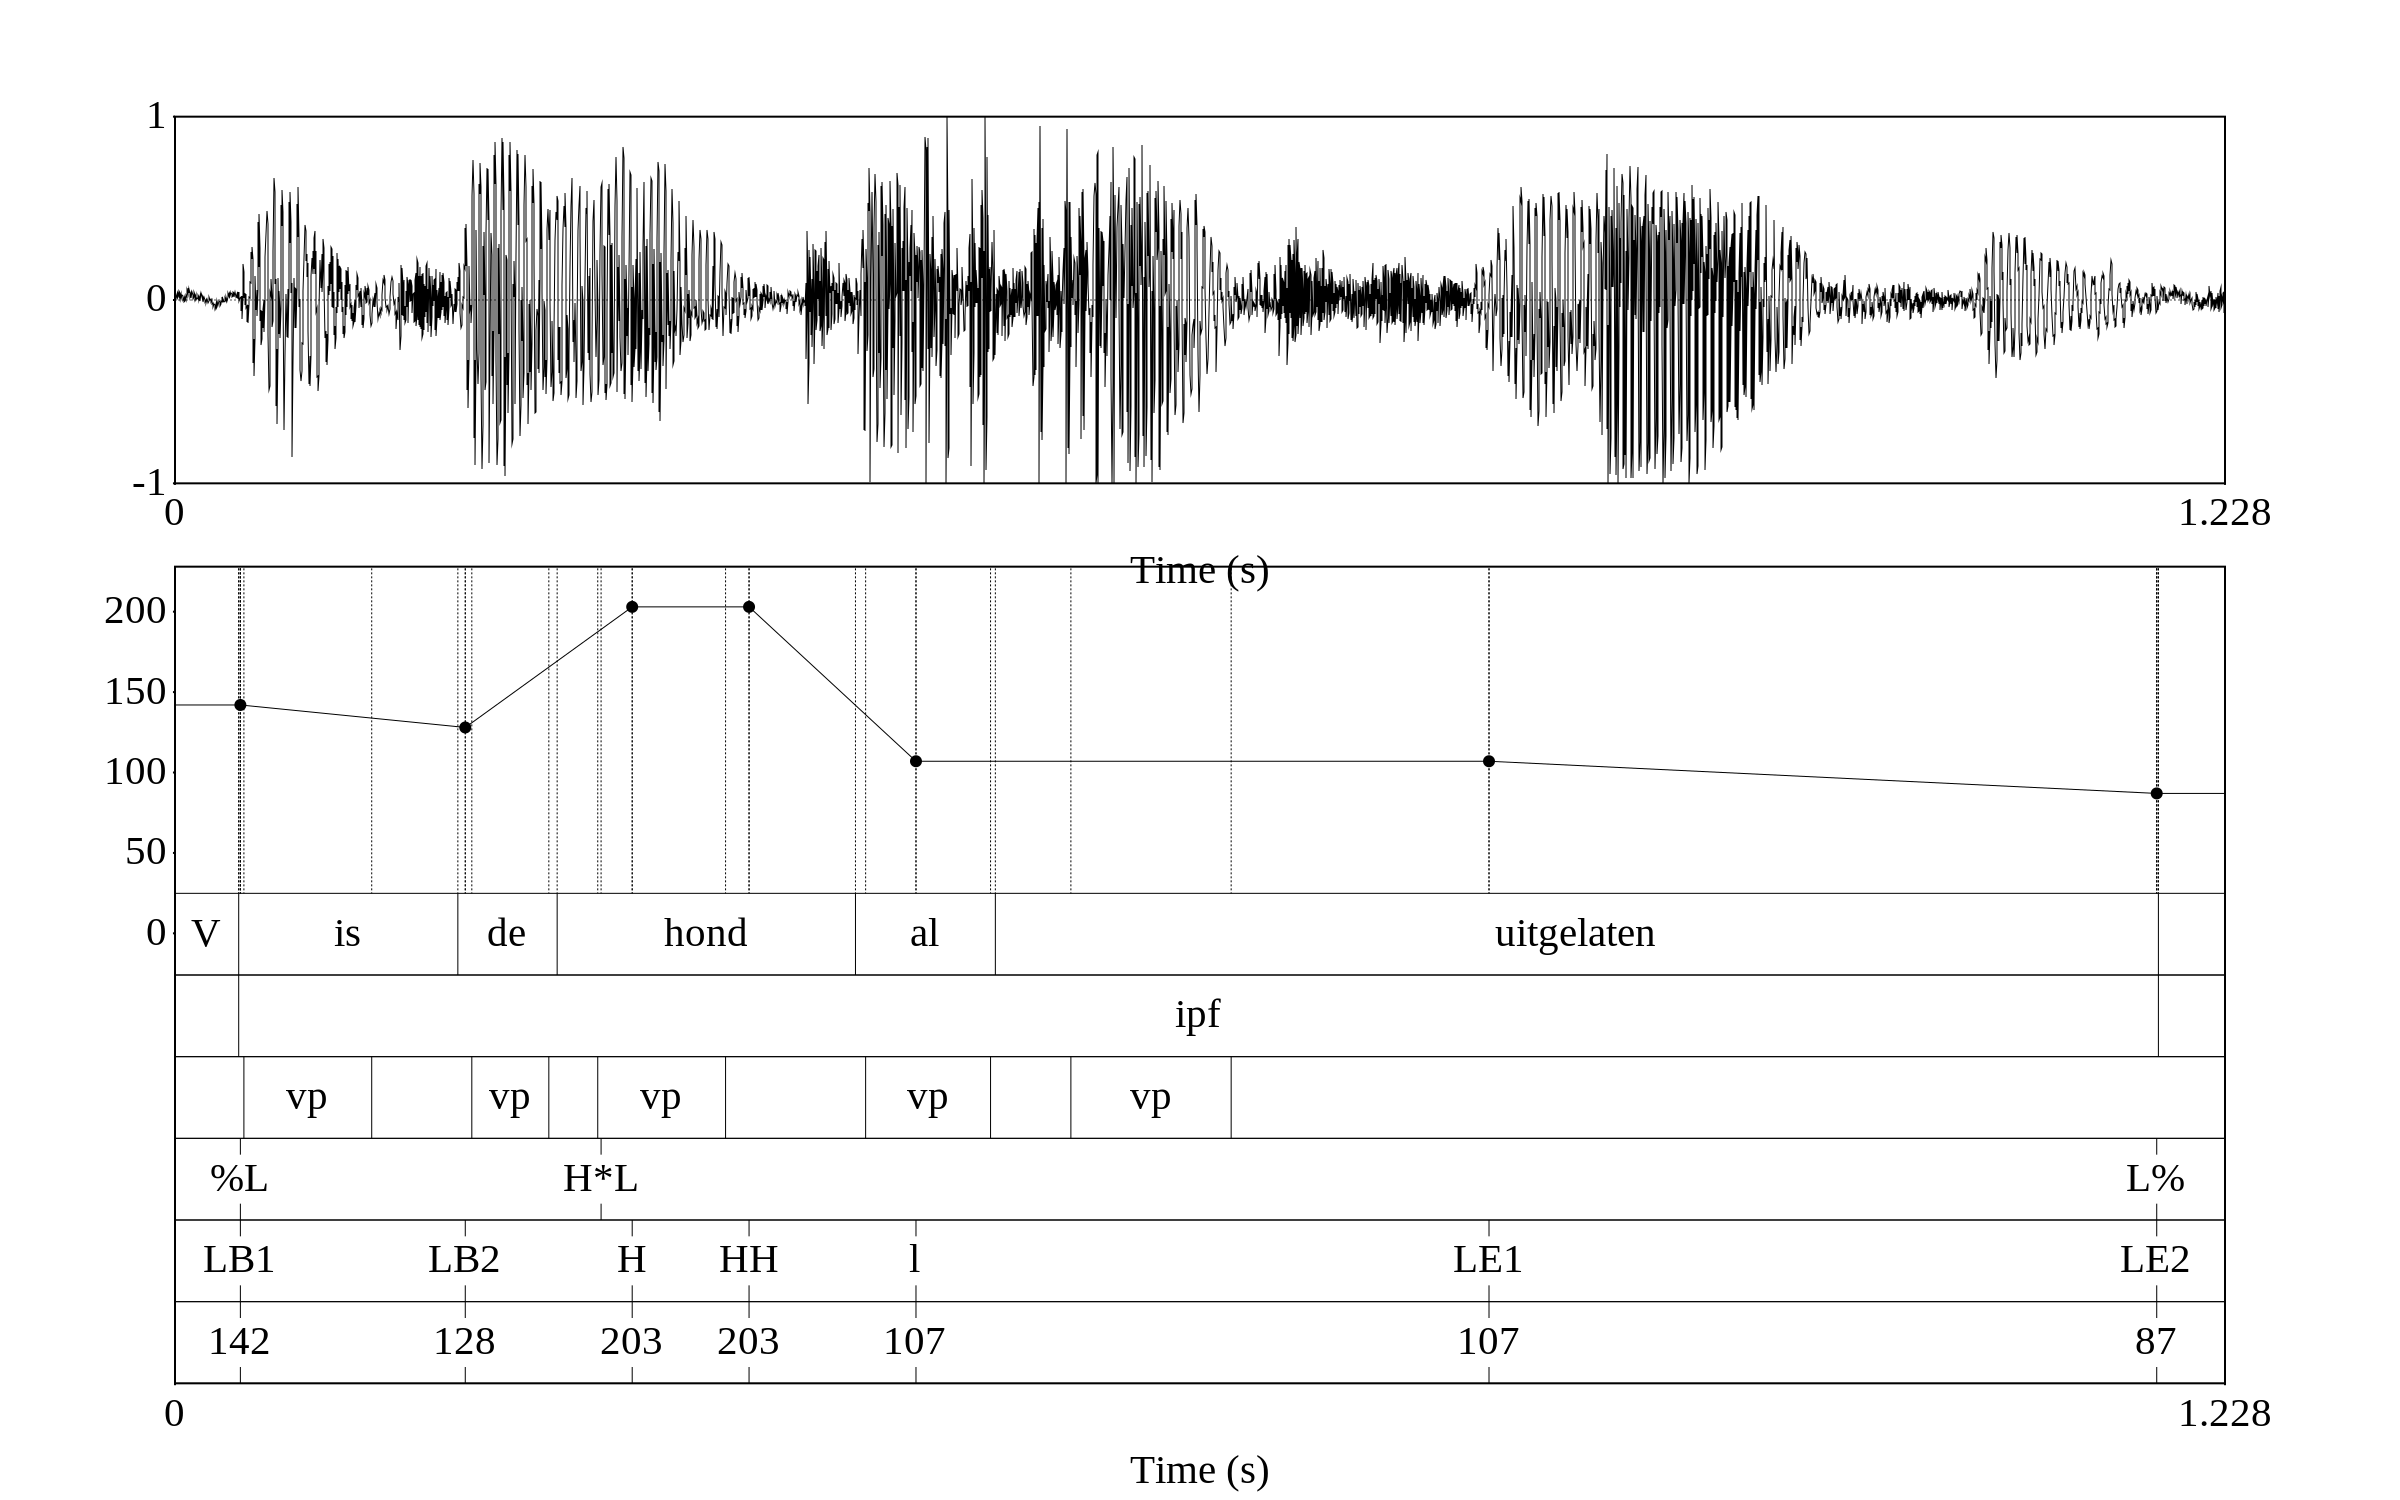 1
0
-1
0 1.228
Time (s)
200
150
100
50
0
V is de hond al uitgelaten
ipf
vp vp vp vp vp
%L H*L L%
LB1 LB2 H HH l LE1 LE2
142 128 203 203 107 107 87
0 1.228
Time (s)